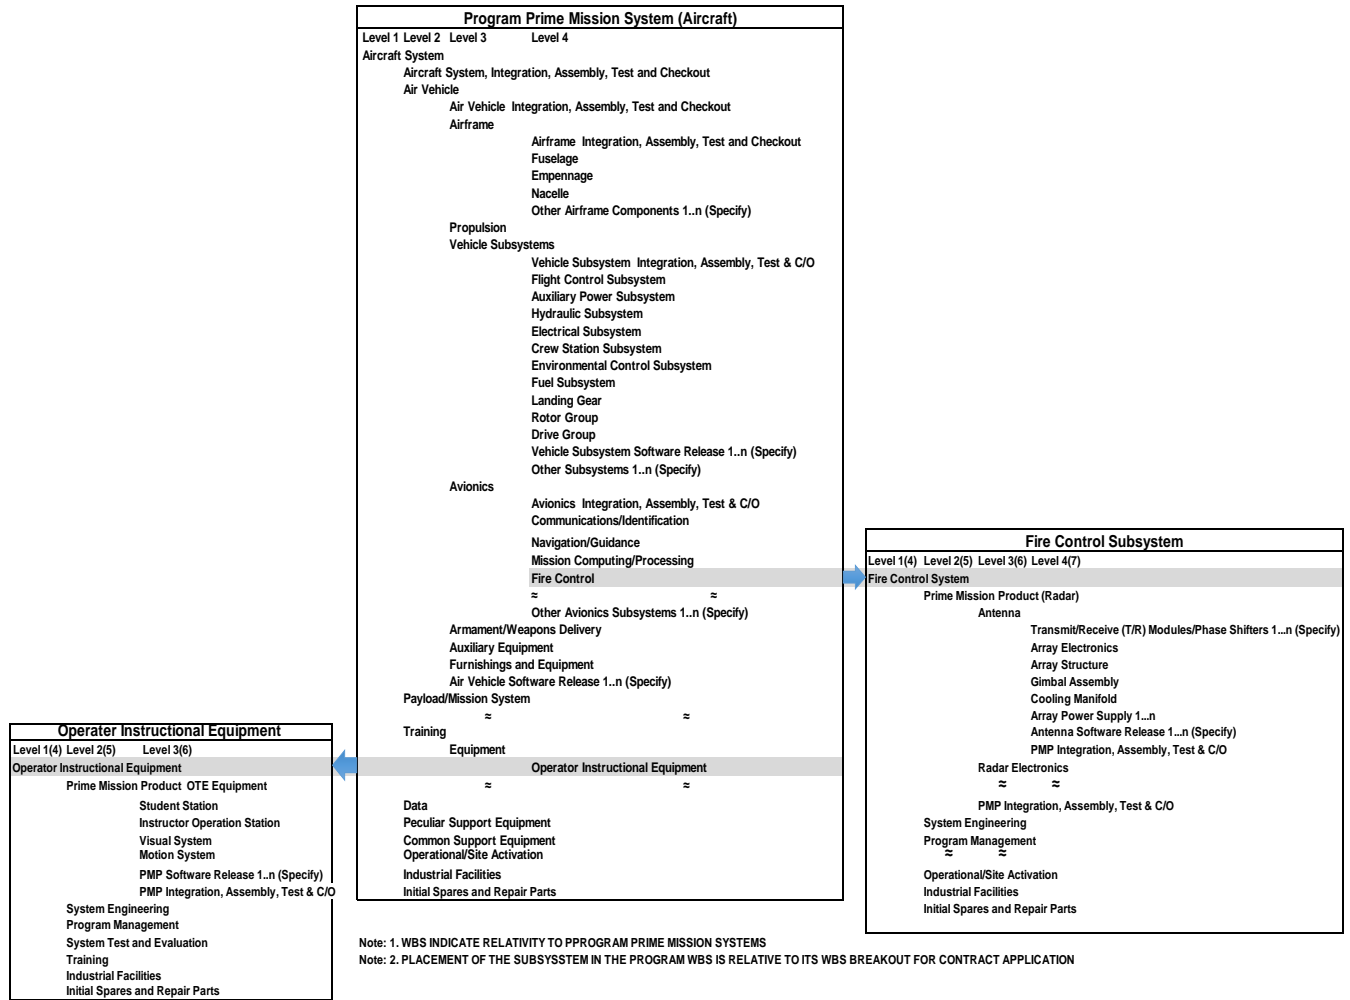 Program Prime Mission System (Aircraft)
Level 1 Level 2 Level 3 Level 4
Aircraft System
Aircraft System, Integration, Assembly, Test and Checkout
Air Vehicle
Air Vehicle Integration, Assembly, Test and Checkout
Airframe
Airframe Integration, Assembly, Test and Checkout
Fuselage
Empennage
Nacelle
Other Airframe Components 1..n (Specify)
Propulsion
Vehicle Subsystems
Vehicle Subsystem Integration, Assembly, Test & C/O
Flight Control Subsystem
Auxiliary Power Subsystem
Hydraulic Subsystem
Electrical Subsystem
Crew Station Subsystem
Environmental Control Subsystem
Fuel Subsystem
Landing Gear
Rotor Group
Drive Group
Vehicle Subsystem Software Release 1..n (Specify)
Other Subsystems 1..n (Specify)
Avionics
Avionics Integration, Assembly, Test & C/O
Communications/Identification
Navigation/Guidance
Mission Computing/Processing
Fire Control
≈ ≈
Other Avionics Subsystems 1..n (Specify)
Armament/Weapons Delivery
Auxiliary Equipment
Furnishings and Equipment
Air Vehicle Software Release 1..n (Specify)
Payload/Mission System
≈ ≈
Training
Equipment
Operator Instructional Equipment
≈ ≈
Data
Peculiar Support Equipment
Common Support Equipment
Operational/Site Activation
Industrial Facilities
Initial Spares and Repair Parts
Fire Control Subsystem
Level 1(4) Level 2(5) Level 3(6) Level 4(7)
Fire Control System
Prime Mission Product (Radar)
Antenna
Transmit/Receive (T/R) Modules/Phase Shifters 1...n (Specify)
Array Electronics
Array Structure
Gimbal Assembly
Cooling Manifold
Array Power Supply 1...n
Antenna Software Release 1...n (Specify)
PMP Integration, Assembly, Test & C/O
Radar Electronics
≈ ≈
PMP Integration, Assembly, Test & C/O
System Engineering
Program Management
≈ ≈
Operational/Site Activation
Industrial Facilities
Initial Spares and Repair Parts
Operater Instructional Equipment
Level 1(4) Level 2(5) Level 3(6)
Operator Instructional Equipment
Prime Mission Product OTE Equipment
Student Station
Instructor Operation Station
Visual System
Motion System
PMP Software Release 1..n (Specify)
PMP Integration, Assembly, Test & C/O
System Engineering
Program Management
System Test and Evaluation
Training
Industrial Facilities
Initial Spares and Repair Parts
Note: 1. WBS INDICATE RELATIVITY TO PPROGRAM PRIME MISSION SYSTEMS
Note: 2. PLACEMENT OF THE SUBSYSSTEM IN THE PROGRAM WBS IS RELATIVE TO ITS WBS BREAKOUT FOR CONTRACT APPLICATION